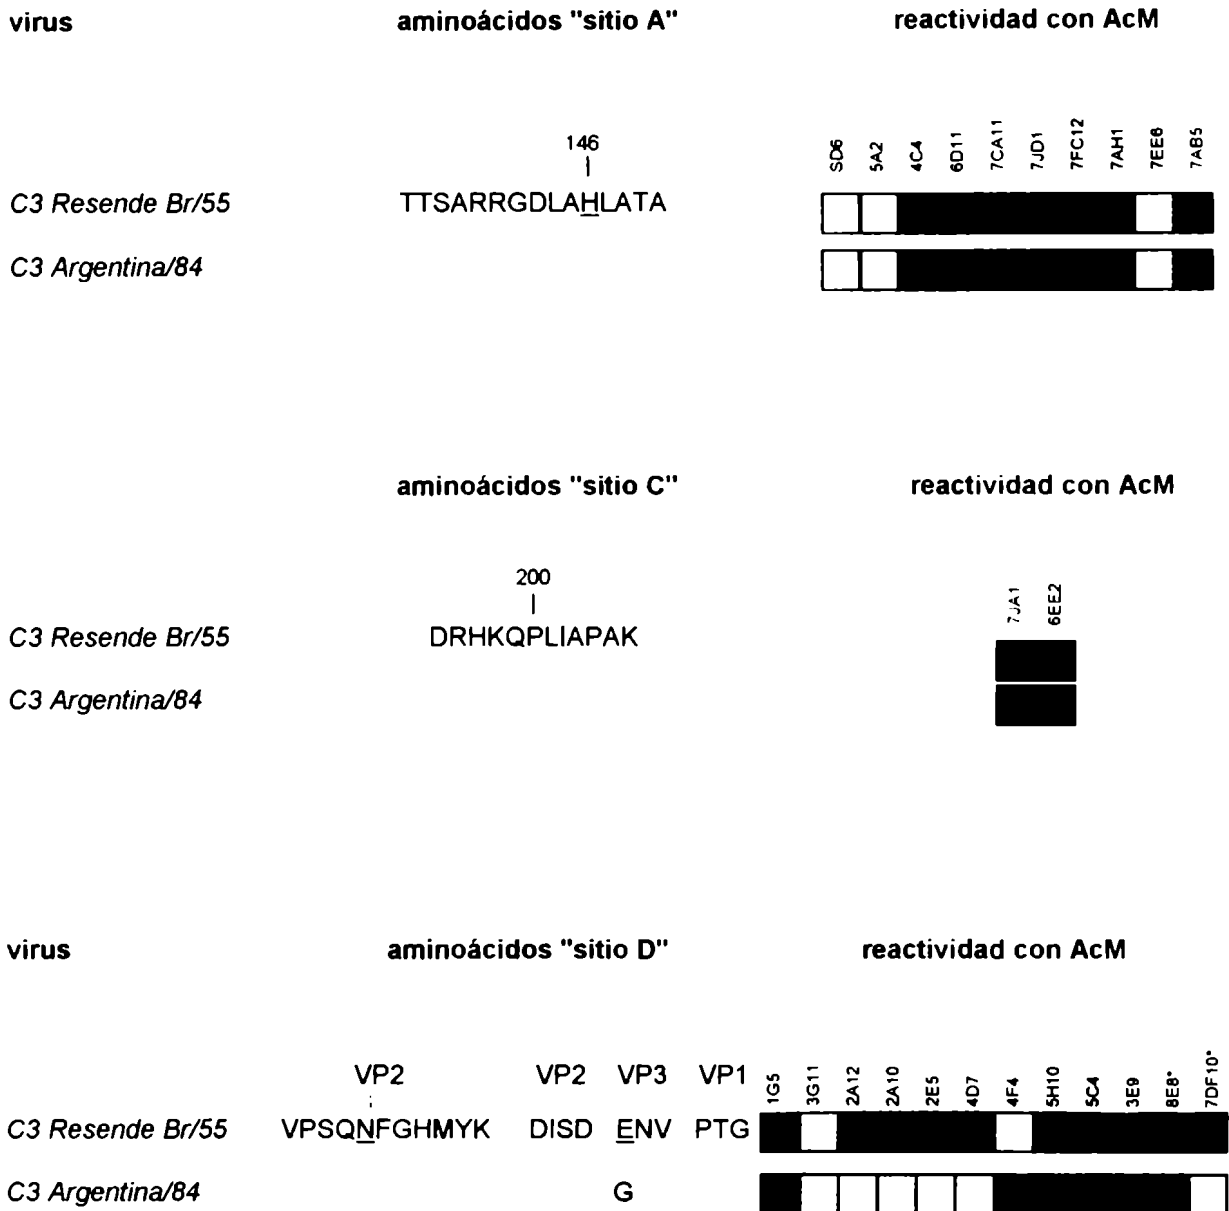 virus aminoácidos "sitio A" reactividad con AcM
146
SD6 5A2 4C4 6D11 7CA11 7JD1 7FC12 7AH1 7EE6 7AB5
C3 Resende Br/55 TTSARRGDLAHLATA
C3 Argentina/84
aminoácidos "sitio C" reactividad con AcM
200
7JA1 6EE2
C3 Resende Br/55 DRHKQPLIAPAK
C3 Argentina/84
virus aminoácidos "sitio D" reactividad con AcM
VP2 VP2 VP3 VP1
1G5 3G11 2A12 2A10 2E5 4D7 4F4 5H10 5C4 3E9 8E8* 7DF10*
C3 Resende Br/55 VPSQNFGHMYK DISD ENV PTG
C3 Argentina/84 G